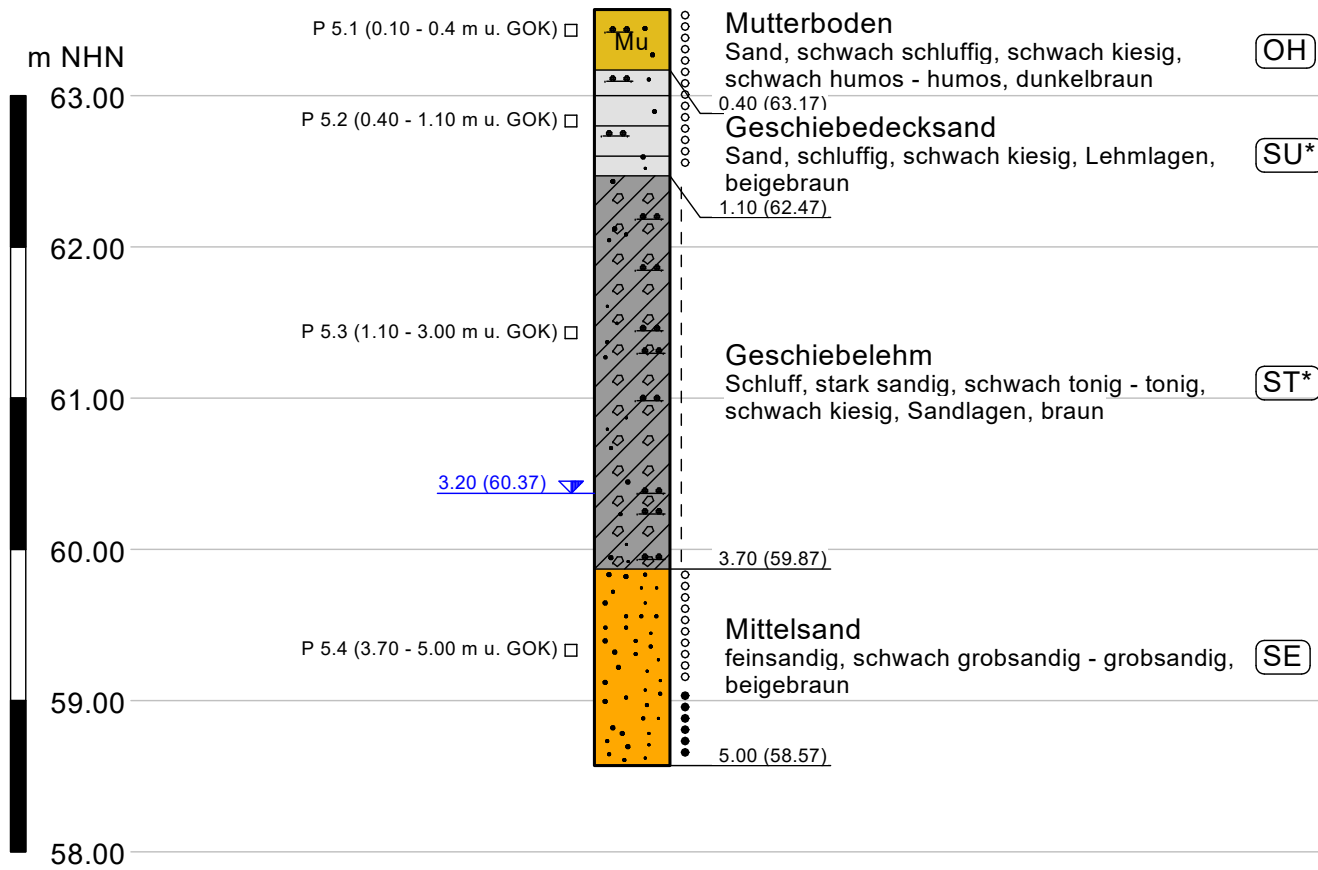 P 5.1 (0.10 - 0.4 m u. GOK)
Mu
Mutterboden
Sand, schwach schluffig, schwach kiesig,
schwach humos - humos, dunkelbraun
OH
m NHN
63.00
0.40 (63.17)
P 5.2 (0.40 - 1.10 m u. GOK)
Geschiebedecksand
Sand, schluffig, schwach kiesig, Lehmlagen,
beigebraun
SU*
1.10 (62.47)
62.00
P 5.3 (1.10 - 3.00 m u. GOK)
Geschiebelehm
Schluff, stark sandig, schwach tonig - tonig,
schwach kiesig, Sandlagen, braun
ST*
61.00
3.20 (60.37)
60.00
3.70 (59.87)
P 5.4 (3.70 - 5.00 m u. GOK)
Mittelsand
feinsandig, schwach grobsandig - grobsandig,
beigebraun
SE
59.00
5.00 (58.57)
58.00